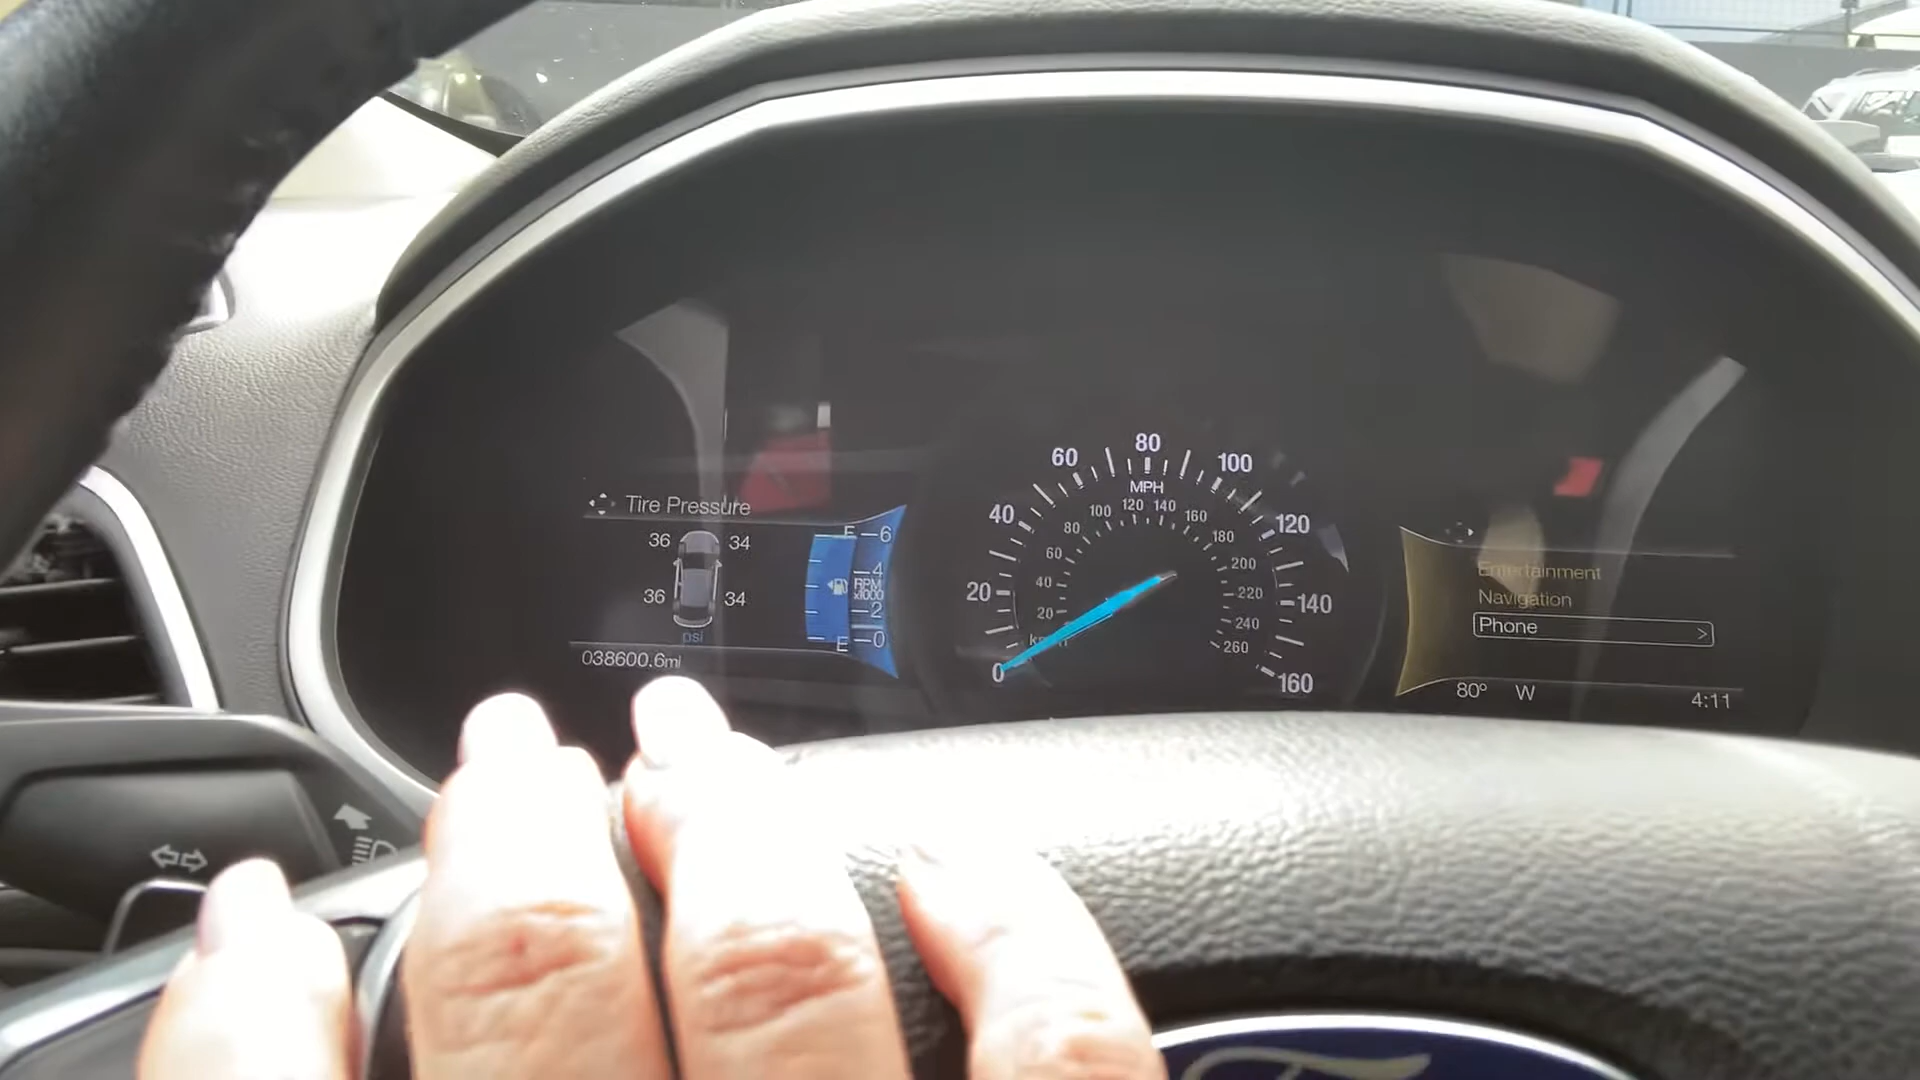 Tire Pressure
36 34
36 34
psi
038600.6mi
F 6
4
RPM
x1000
2
E 0
0 20 40 60 80 100 120 140 160
MPH
20 40 60 80 100 120 140 160 180 200 220 240 260
Entertainment
Navigation
Phone >
80° W 4:11